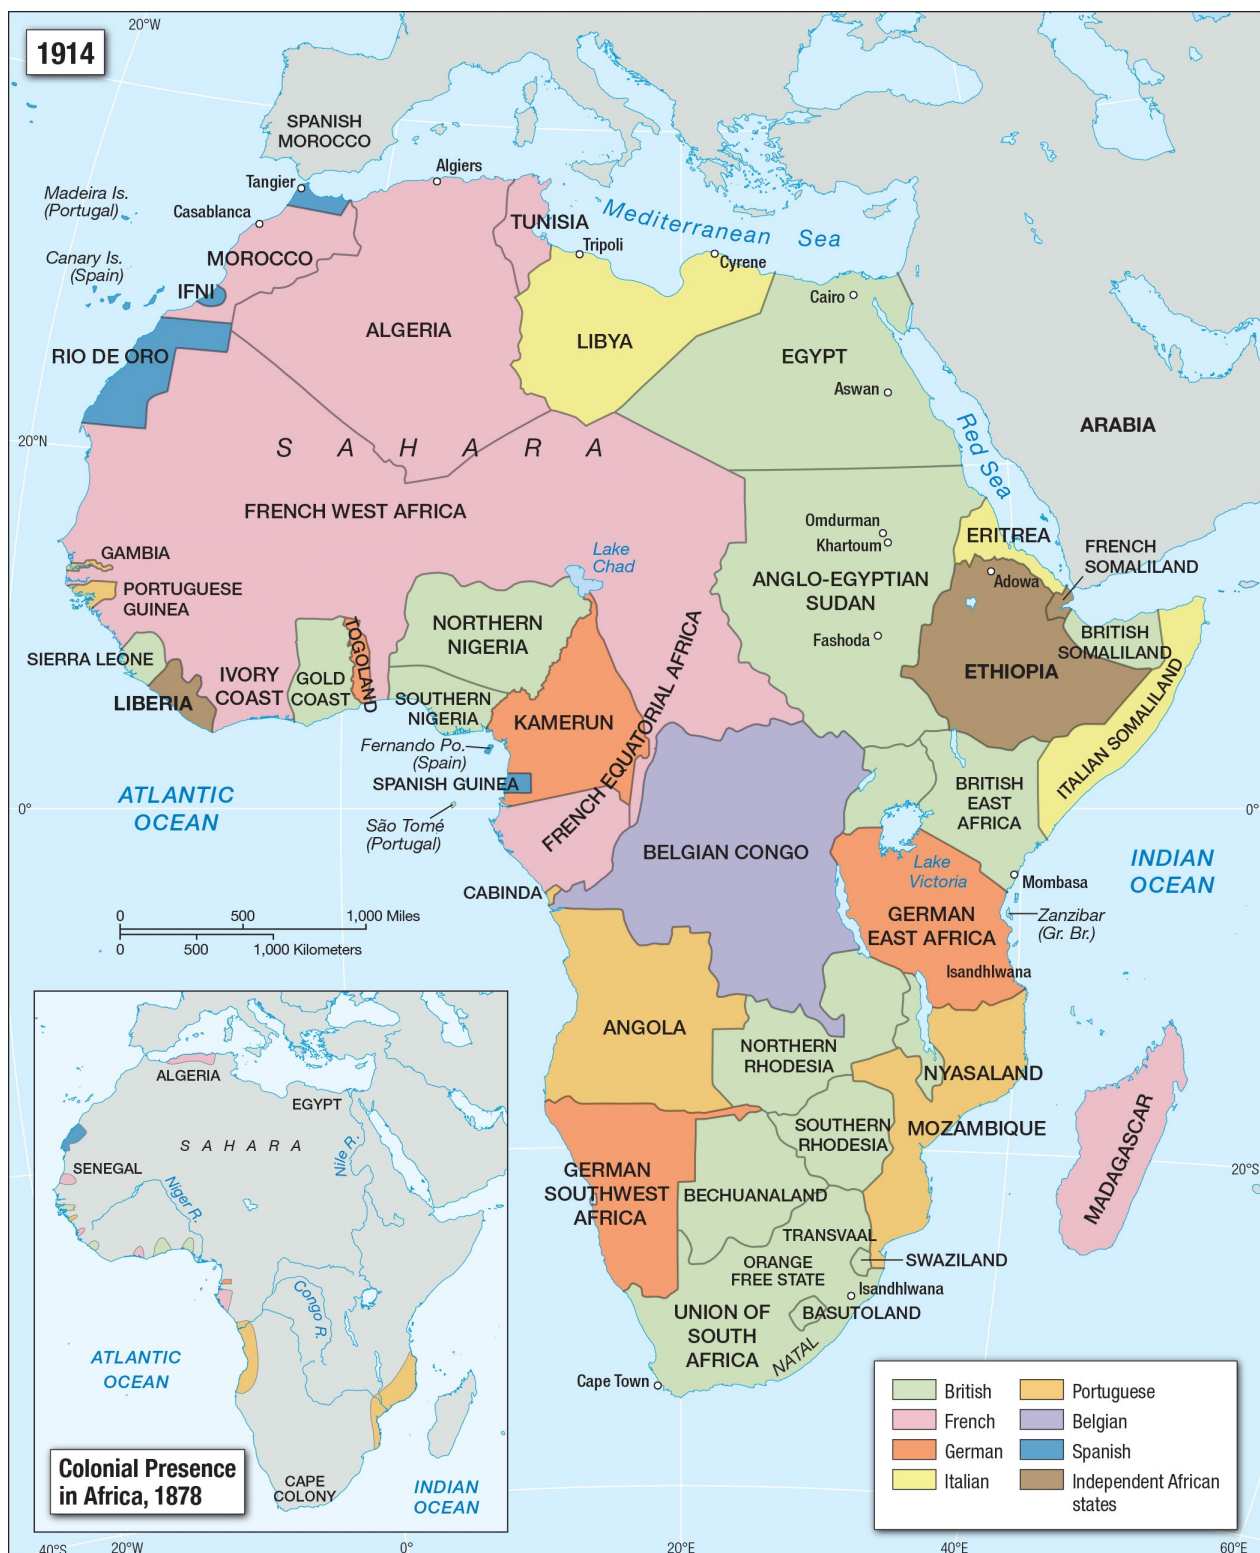 20°W
1914
SPANISH
MOROCCO
Algiers
Tangier
Madeira Is.
(Portugal)
Casablanca
TUNISIA
Mediterranean Sea
Tripoli
Cyrene
MOROCCO
Canary Is.
(Spain)
IFNI
Cairo
ALGERIA
LIBYA
RIO DE ORO
EGYPT
Aswan
ARABIA
20°N
SAHARA
Red Sea
FRENCH WEST AFRICA
Omdurman
Khartoum
ERITREA
FRENCH
SOMALILAND
GAMBIA
Lake
Chad
Adowa
ANGLO-EGYPTIAN
SUDAN
PORTUGUESE
GUINEA
NORTHERN
NIGERIA
TOGOLAND
Fashoda
BRITISH
SOMALILAND
SIERRA LEONE
IVORY
COAST
GOLD
COAST
ETHIOPIA
LIBERIA
SOUTHERN
NIGERIA
KAMERUN
FRENCH EQUATORIAL AFRICA
ITALIAN SOMALILAND
Fernando Po.
(Spain)
SPANISH GUINEA
BRITISH
EAST
AFRICA
ATLANTIC
OCEAN
0°
0°
São Tomé
(Portugal)
BELGIAN CONGO
Lake
Victoria
INDIAN
OCEAN
CABINDA
Mombasa
0 500 1,000 Miles
0 500 1,000 Kilometers
GERMAN
EAST AFRICA
Zanzibar
(Gr. Br.)
Isandhlwana
ANGOLA
NORTHERN
RHODESIA
NYASALAND
SOUTHERN
RHODESIA
MOZAMBIQUE
MADAGASCAR
20°S
GERMAN
SOUTHWEST
AFRICA
BECHUANALAND
TRANSVAAL
ORANGE
FREE STATE
SWAZILAND
Isandhlwana
UNION OF
SOUTH
AFRICA
BASUTOLAND
NATAL
Cape Town
ALGERIA
EGYPT
SAHARA
Nile R.
SENEGAL
Niger R.
Congo R.
ATLANTIC
OCEAN
CAPE
COLONY
INDIAN
OCEAN
Colonial Presence
in Africa, 1878
British
French
German
Italian
Portuguese
Belgian
Spanish
Independent African
states
40°S
20°W
0°
20°E
40°E
60°E